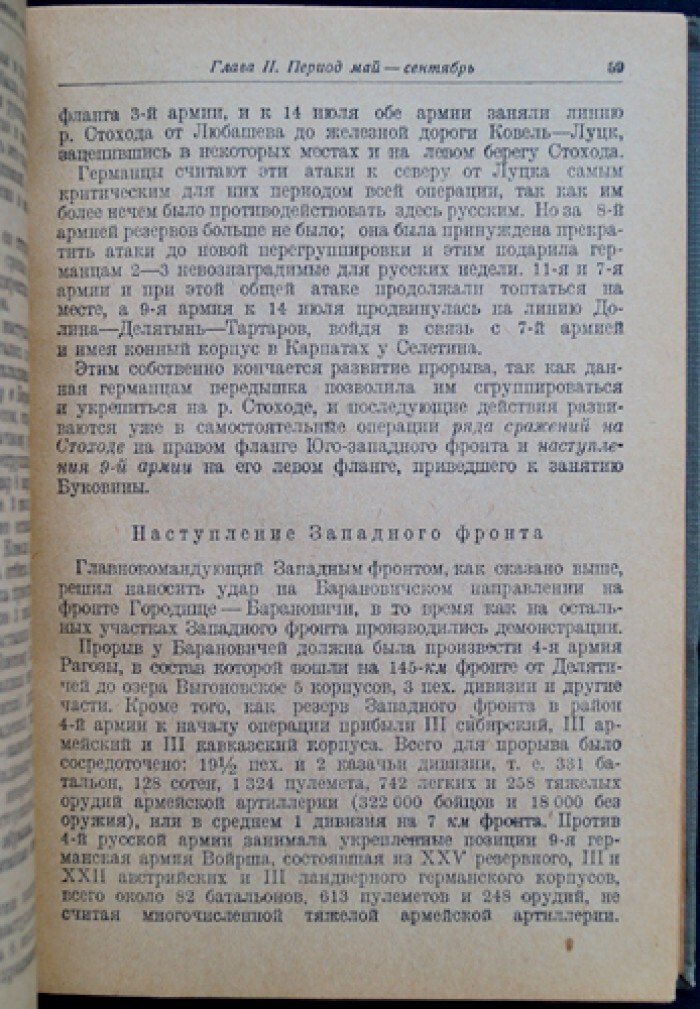 Глава II. Период май — сентябрь 59
фланга 3-й армии, и к 14 июля обе армии заняли линию
р. Стохода от Любашева до железной дороги Ковель—Луцк,
зацепившись в некоторых местах и на левом берегу Стохода.
Германцы считают эти атаки к северу от Луцка самым
критическим для них периодом всей операции, так как им
более нечем было противодействовать здесь русским. Но за 8-й
армией резервов больше не было; она была принуждена прекра-
тить атаки до новой перегруппировки и этим подарила гер-
манцам 2—3 невознаградимые для русских недели. 11-я и 7-я
армии и при этой общей атаке продолжали топтаться на
месте, а 9-я армия к 14 июля продвинулась на линию До-
лина—Делятынь—Тартаров, войдя в связь с 7-й армией
и имея конный корпус в Карпатах у Селетина.
Этим собственно кончается развитие прорыва, так как дан-
ная германцам передышка позволила им сгруппироваться
и укрепиться на р. Стоходе, и последующие действия разви-
ваются уже в самостоятельные операции ряда сражений на
Стоходе на правом фланге Юго-западного фронта и наступле-
ния 9-й армии на его левом фланге, приведшего к занятию
Буковины.
Наступление Западного фронта
Главнокомандующий Западным фронтом, как сказано выше,
решил наносить удар на Барановичском направлении на
фронте Городище — Барановичи, в то время как на осталь-
ных участках Западного фронта производились демонстрации.
Прорыв у Барановичей должна была произвести 4-я армия
Рагозы, в состав которой вошли на 145-км фронте от Деляти-
чей до озера Выгоновское 5 корпусов, 3 пех. дивизии и другие
части. Кроме того, как резерв Западного фронта в район
4-й армии к началу операции прибыли III сибирский, III ар-
мейский и III кавказский корпуса. Всего для прорыва было
сосредоточено: 19½ пех. и 2 казачьи дивизии, т. е. 331 ба-
тальон, 128 сотен, 1 324 пулемета, 742 легких и 258 тяжелых
орудий армейской артиллерии (322 000 бойцов и 18 000 без
оружия), или в среднем 1 дивизия на 7 км фронта. Против
4-й русской армии занимала укрепленные позиции 9-я гер-
манская армия Войрша, состоявшая из XXV резервного, III и
XXII австрийских и III ландверного германского корпусов,
всего около 82 батальонов, 613 пулеметов и 248 орудий, не
считая многочисленной тяжелой армейской артиллерии.